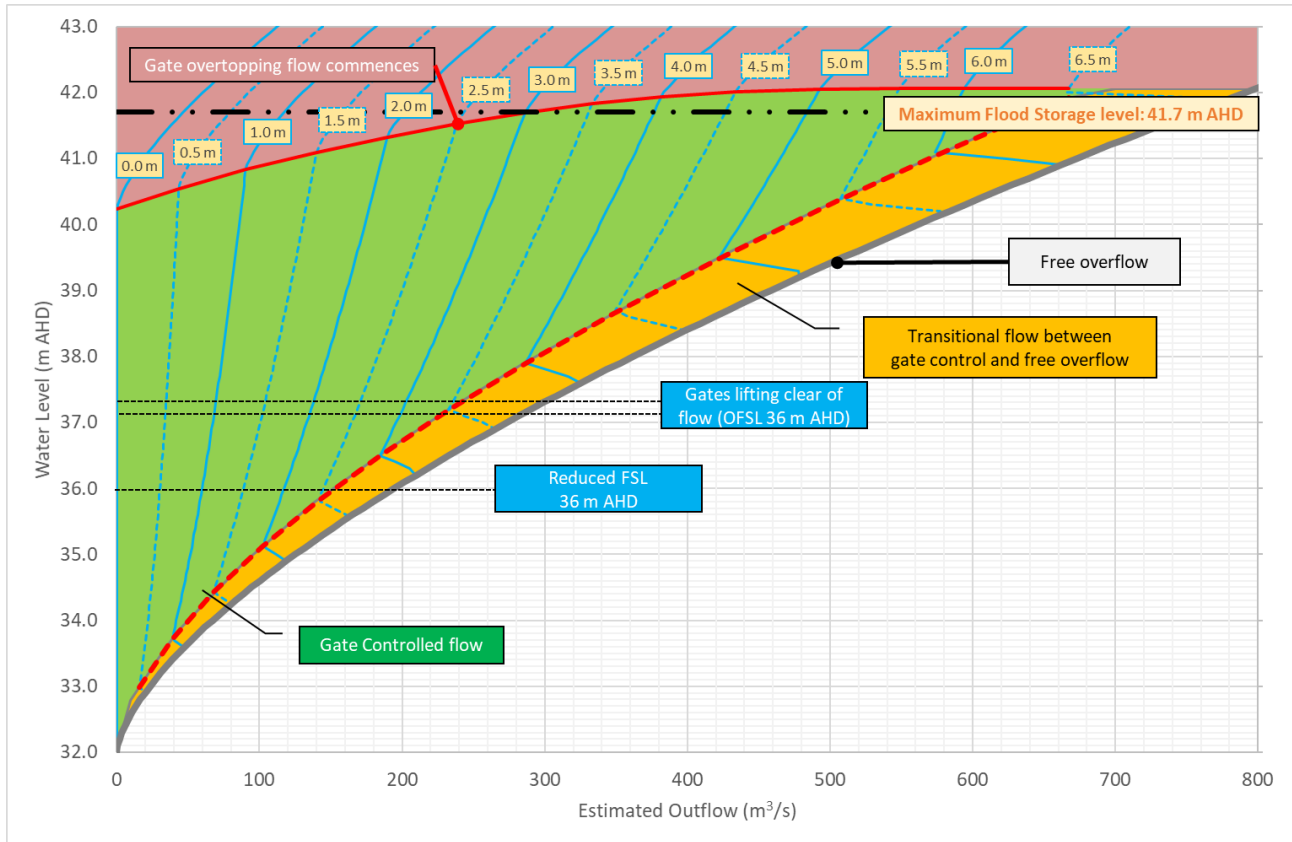 43.0
42.0
41.0
40.0
39.0
38.0
37.0
36.0
35.0
34.0
33.0
32.0
Water Level (m AHD)
Gate overtopping flow commences
0.0 m
0.5 m
1.0 m
1.5 m
2.0 m
2.5 m
3.0 m
3.5 m
4.0 m
4.5 m
5.0 m
5.5 m
6.0 m
6.5 m
Maximum Flood Storage level: 41.7 m AHD
Free overflow
Transitional flow between
gate control and free overflow
Gates lifting clear of
flow (OFSL 36 m AHD)
Reduced FSL
36 m AHD
Gate Controlled flow
0
100
200
300
400
500
600
700
800
Estimated Outflow (m³/s)